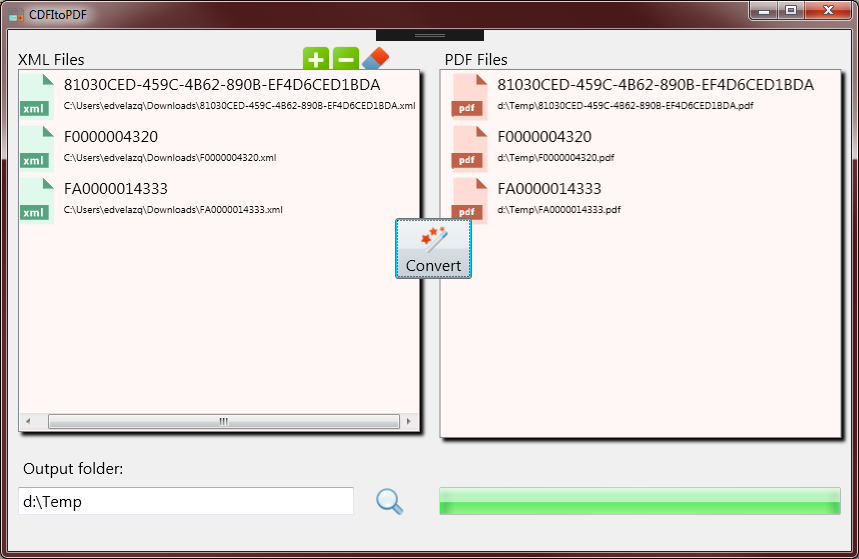 CDFItoPDF
XML Files
81030CED-459C-4B62-890B-EF4D6CED1BDA
C:\Users\edvelazq\Downloads\81030CED-459C-4B62-890B-EF4D6CED1BDA.xml
xml
F0000004320
C:\Users\edvelazq\Downloads\F0000004320.xml
xml
FA0000014333
C:\Users\edvelazq\Downloads\FA0000014333.xml
xml
Convert
PDF Files
81030CED-459C-4B62-890B-EF4D6CED1BDA
d:\Temp\81030CED-459C-4B62-890B-EF4D6CED1BDA.pdf
pdf
F0000004320
d:\Temp\F0000004320.pdf
pdf
FA0000014333
d:\Temp\FA0000014333.pdf
pdf
Output folder:
d:\Temp